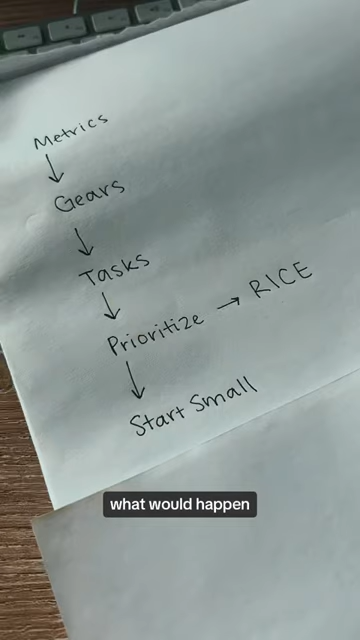 Metrics
↓
Gears
↓
Tasks
↓
Prioritize → RICE
↓
Start Small
what would happen